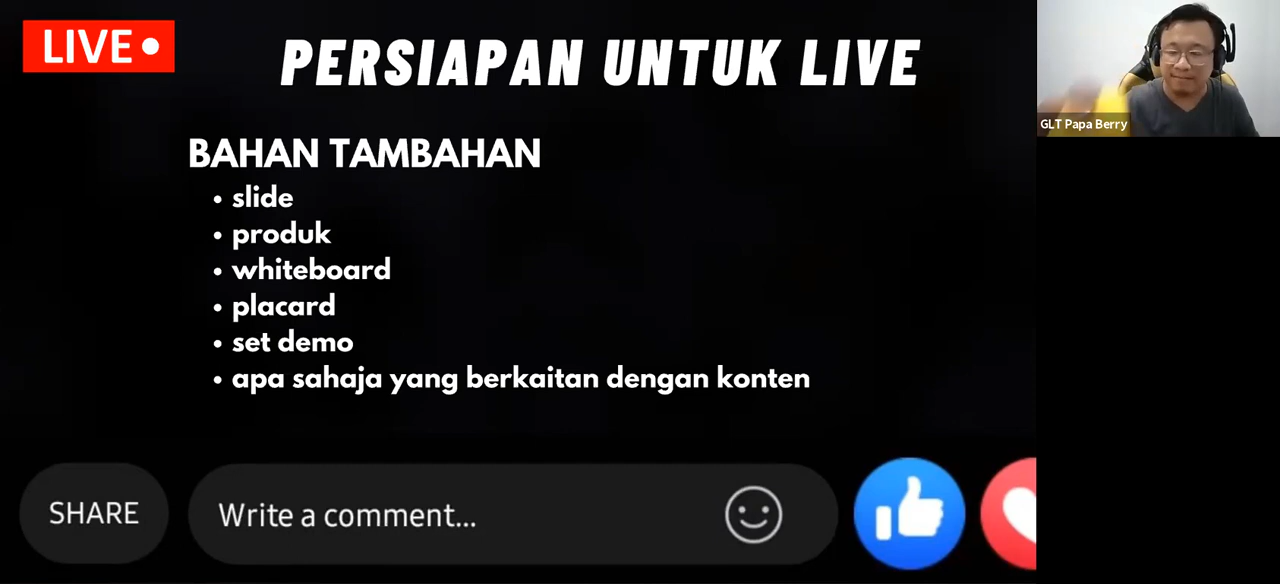 LIVE
PERSIAPAN UNTUK LIVE
BAHAN TAMBAHAN
• slide
• produk
• whiteboard
• placard
• set demo
• apa sahaja yang berkaitan dengan konten
SHARE
Write a comment...
GLT Papa Berry